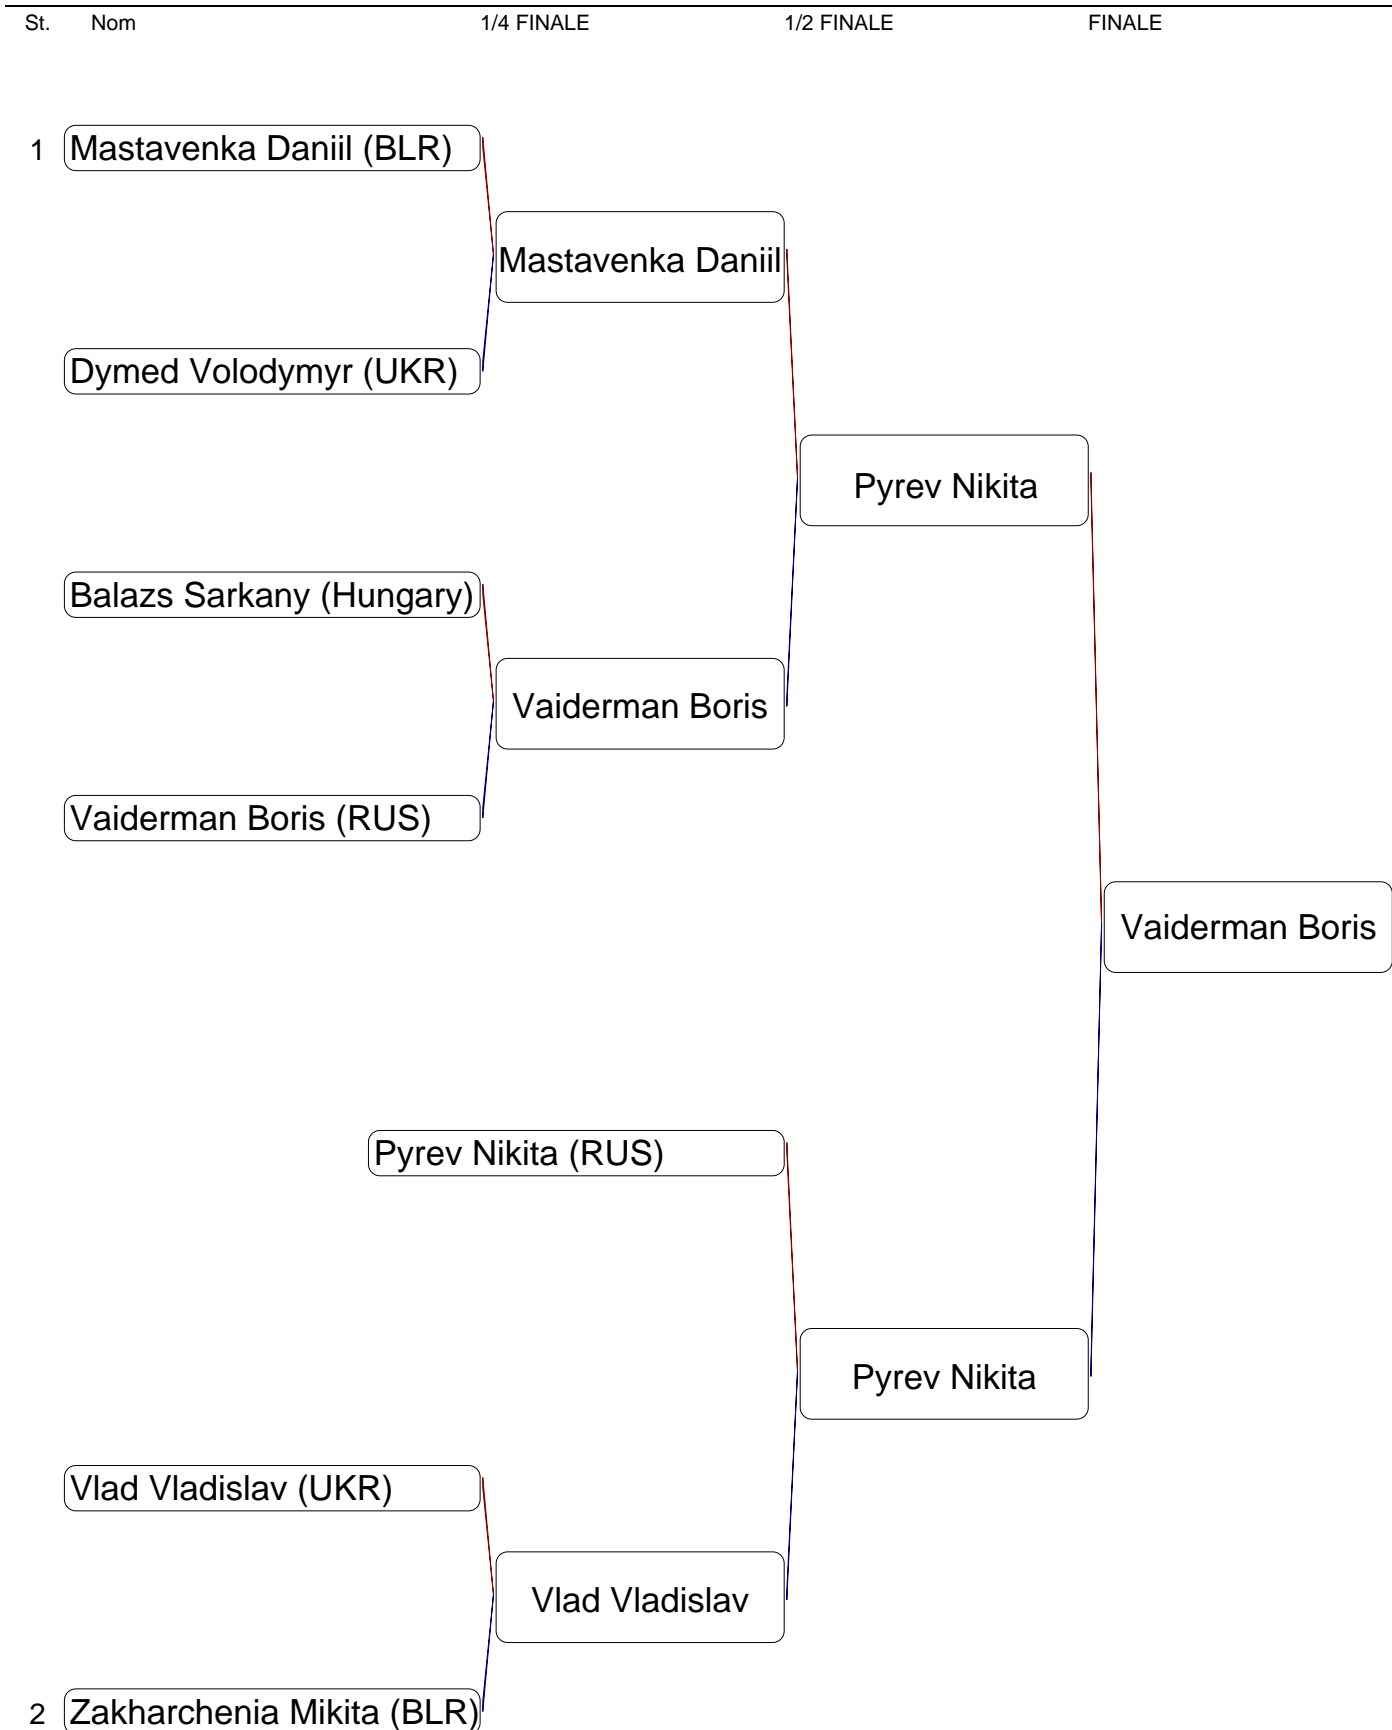 St. Nom 1/4 FINALE 1/2 FINALE FINALE
1 Mastavenka Daniil (BLR)
Mastavenka Daniil
Dymed Volodymyr (UKR)
Pyrev Nikita
Balazs Sarkany (Hungary)
Vaiderman Boris
Vaiderman Boris (RUS)
Vaiderman Boris
Pyrev Nikita (RUS)
Pyrev Nikita
Vlad Vladislav (UKR)
Vlad Vladislav
2 Zakharchenia Mikita (BLR)